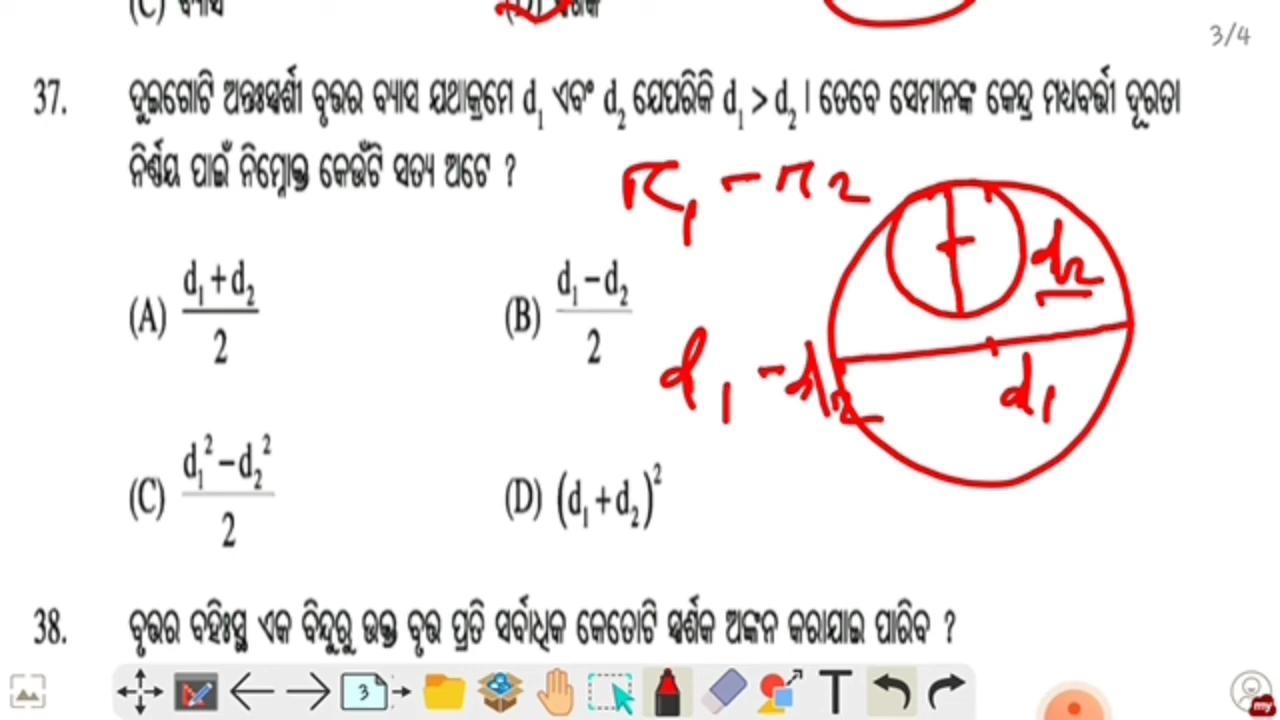 (C) ବ୍ୟାସ
3/4
37. ଦୁଇଗୋଟି ଅନ୍ତଃସ୍ପର୍ଶୀ ବୃତ୍ତର ବ୍ୟାସ ଯଥାକ୍ରମେ d₁ ଏବଂ d₂ ଯେପରିକି d₁ > d₂ । ତେବେ ସେମାନଙ୍କ କେନ୍ଦ୍ର ମଧ୍ୟବର୍ତ୍ତୀ ଦୂରତା
ନିର୍ଣ୍ଣୟ ପାଇଁ ନିମ୍ନୋକ୍ତ କେଉଁଟି ସତ୍ୟ ଅଟେ ?
r₁ - r₂
d₂
(A) (d₁ + d₂)/2 (B) (d₁ - d₂)/2
d₁ - d₂
d₁
(C) (d₁² - d₂²)/2 (D) (d₁ + d₂)²
38. ବୃତ୍ତର ବହିଃସ୍ଥ ଏକ ବିନ୍ଦୁରୁ ଉକ୍ତ ବୃତ୍ତ ପ୍ରତି ସର୍ବାଧିକ କେତୋଟି ସ୍ପର୍ଶକ ଅଙ୍କନ କରାଯାଇ ପାରିବ ?
3
T
my